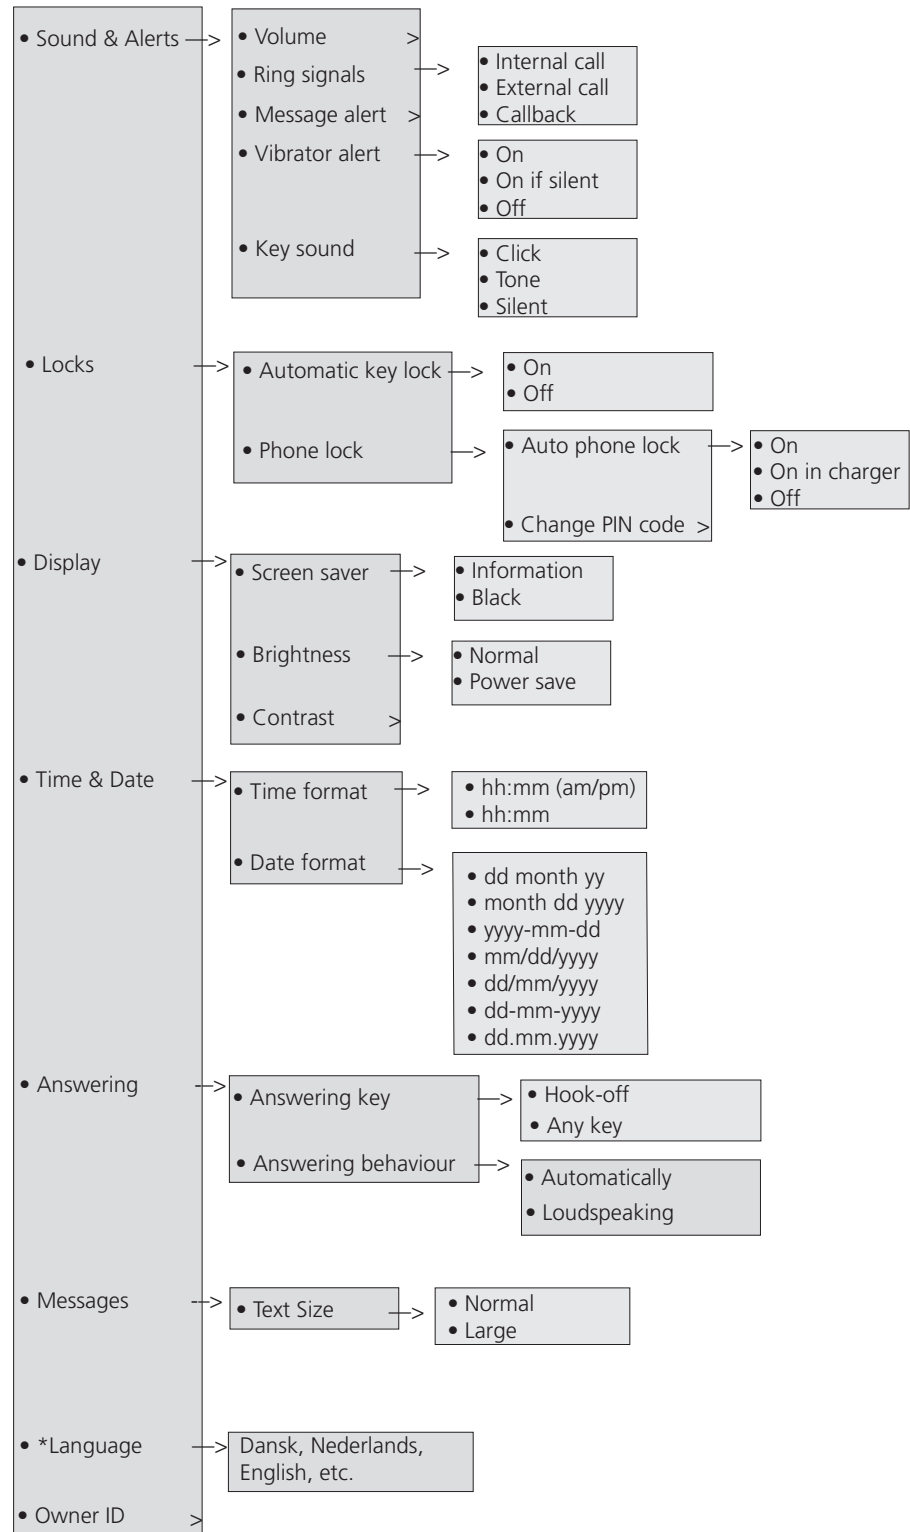 • Sound & Alerts —>
• Volume >
• Ring signals —>
• Internal call
• External call
• Callback
• Message alert >
• Vibrator alert —>
• On
• On if silent
• Off
• Key sound —>
• Click
• Tone
• Silent
• Locks —>
• Automatic key lock —>
• On
• Off
• Phone lock —>
• Auto phone lock —>
• On
• On in charger
• Off
• Change PIN code >
• Display —>
• Screen saver —>
• Information
• Black
• Brightness —>
• Normal
• Power save
• Contrast >
• Time & Date —>
• Time format —>
• hh:mm (am/pm)
• hh:mm
• Date format —>
• dd month yy
• month dd yyyy
• yyyy-mm-dd
• mm/dd/yyyy
• dd/mm/yyyy
• dd-mm-yyyy
• dd.mm.yyyy
• Answering —>
• Answering key —>
• Hook-off
• Any key
• Answering behaviour —>
• Automatically
• Loudspeaking
• Messages —>
• Text Size —>
• Normal
• Large
• *Language —>
Dansk, Nederlands,
English, etc.
• Owner ID >